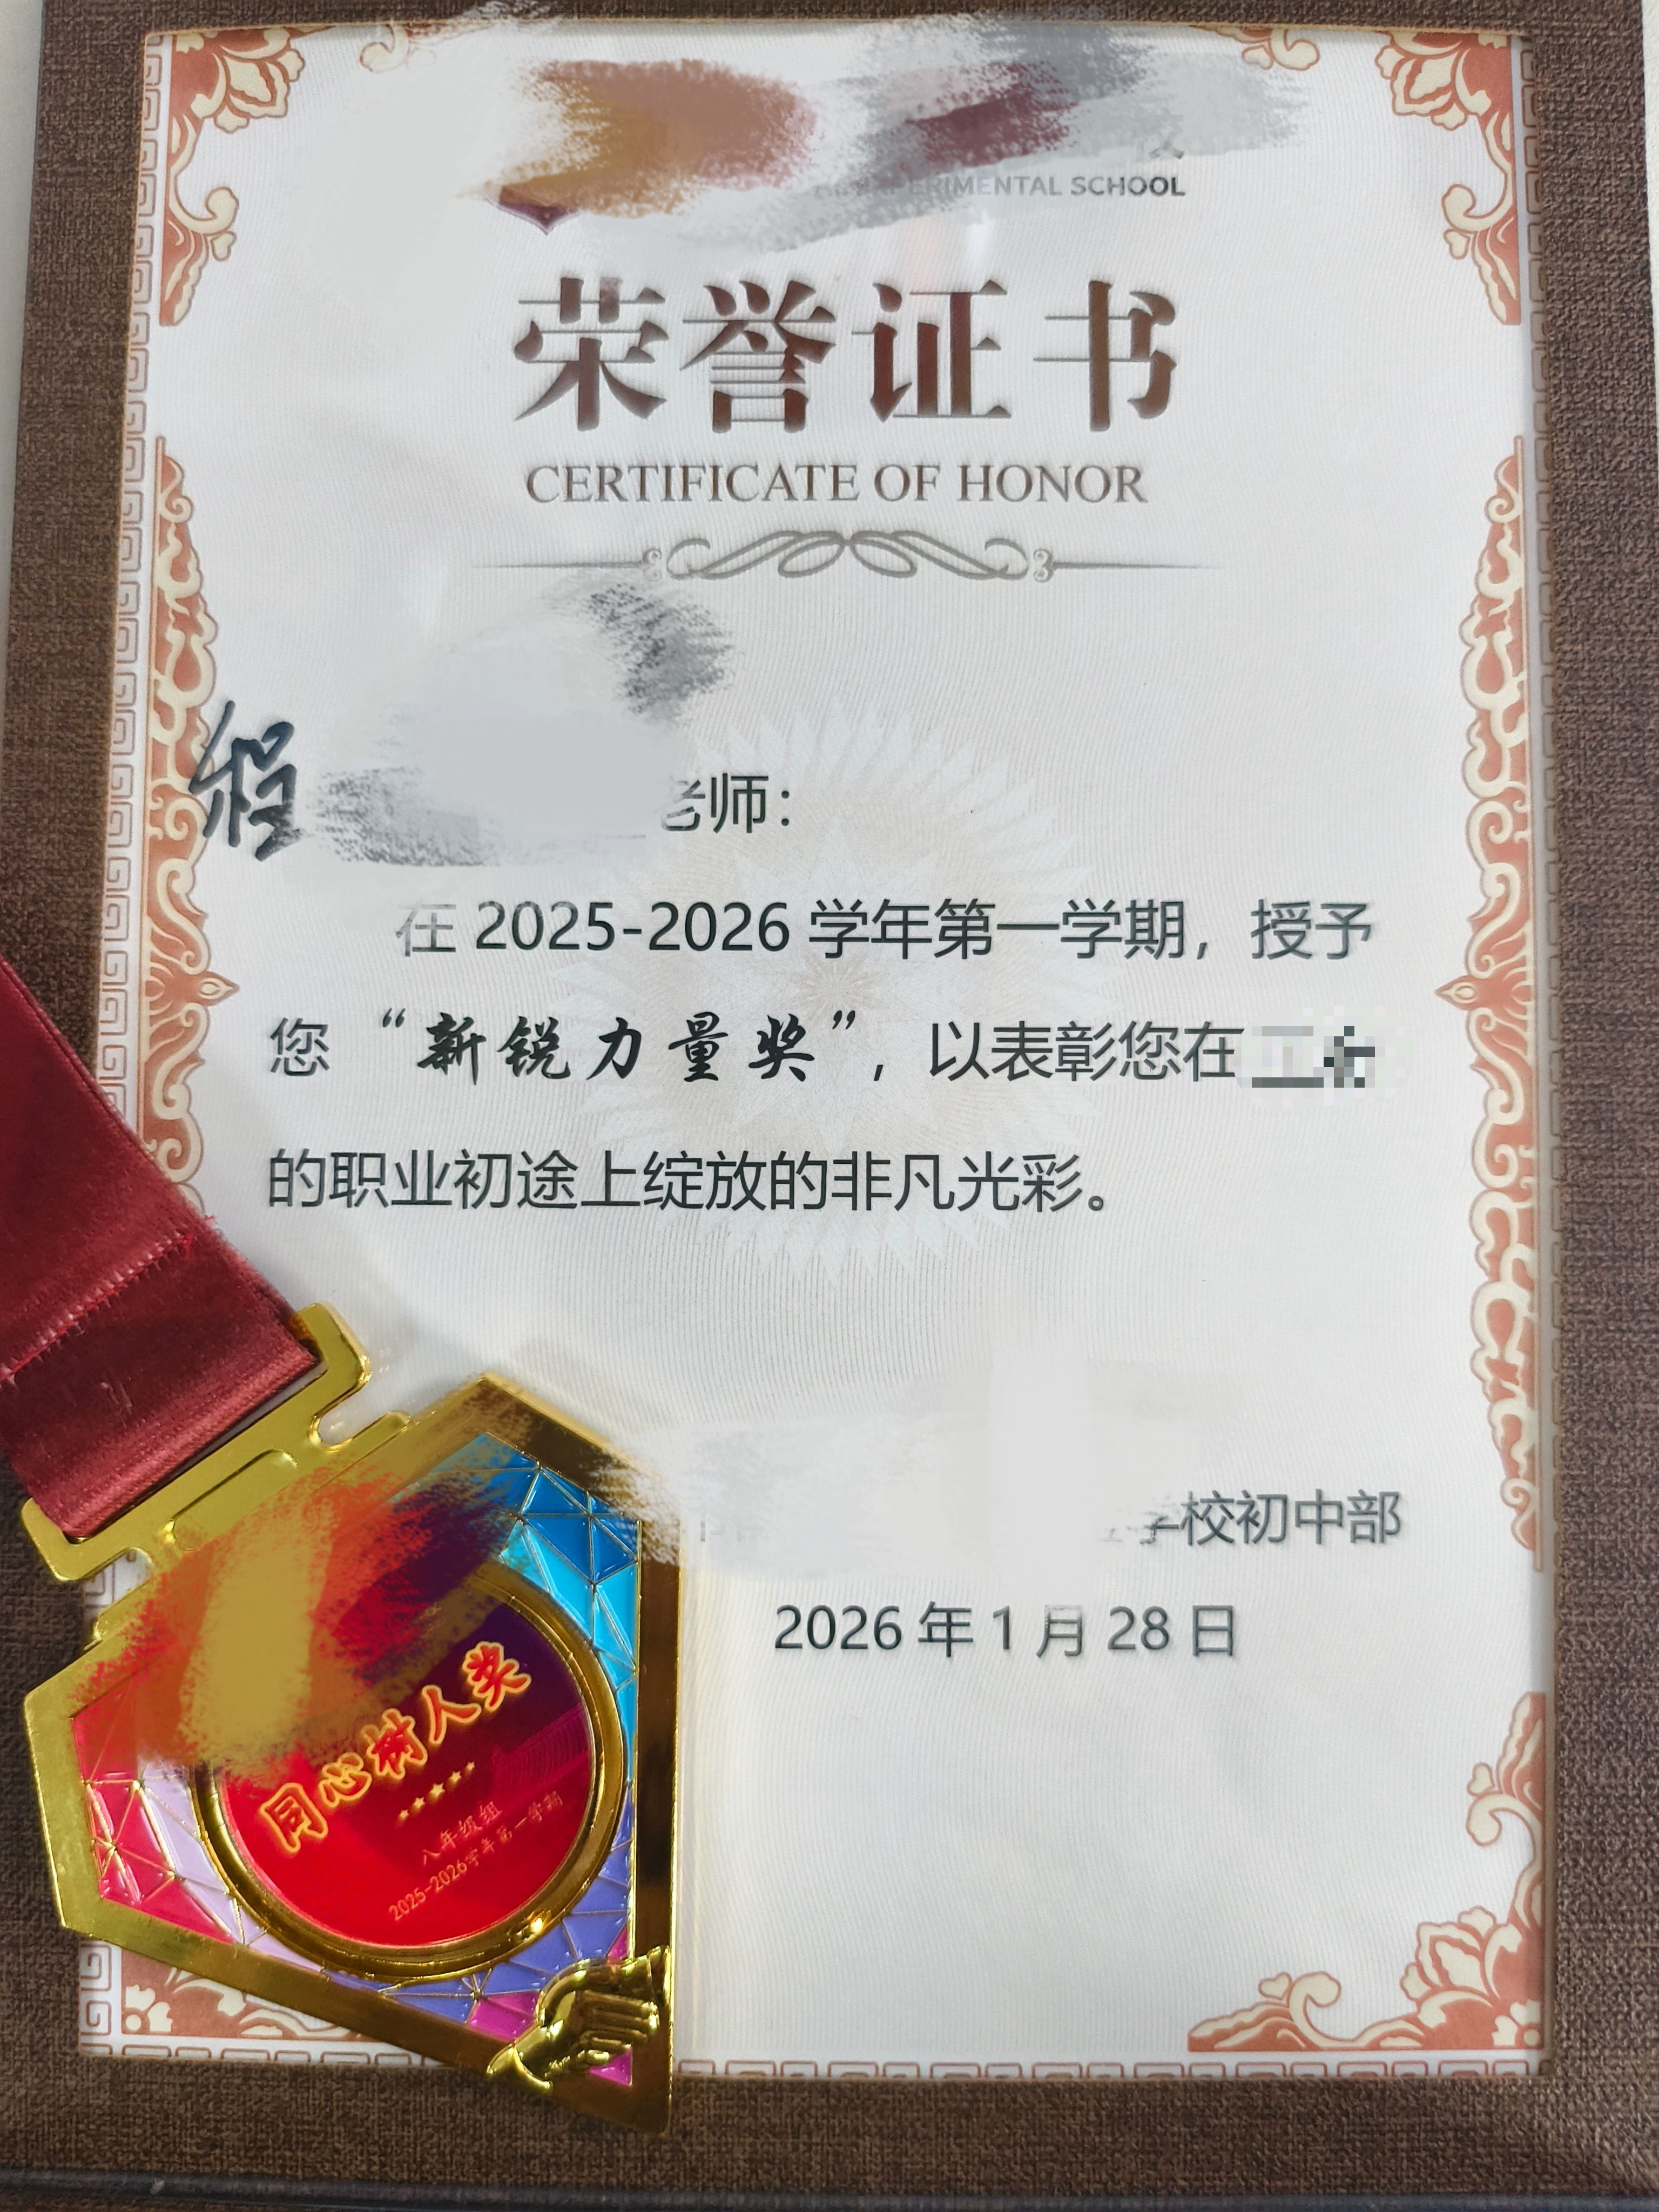 EXPERIMENTAL SCHOOL
荣誉证书
CERTIFICATE OF HONOR
程 老师：
在 2025-2026 学年第一学期，授予
您“新锐力量奖”，以表彰您在
的职业初途上绽放的非凡光彩。
学校初中部
2026 年 1 月 28 日
同心树人奖
八年级组
2025-2026学年第一学期